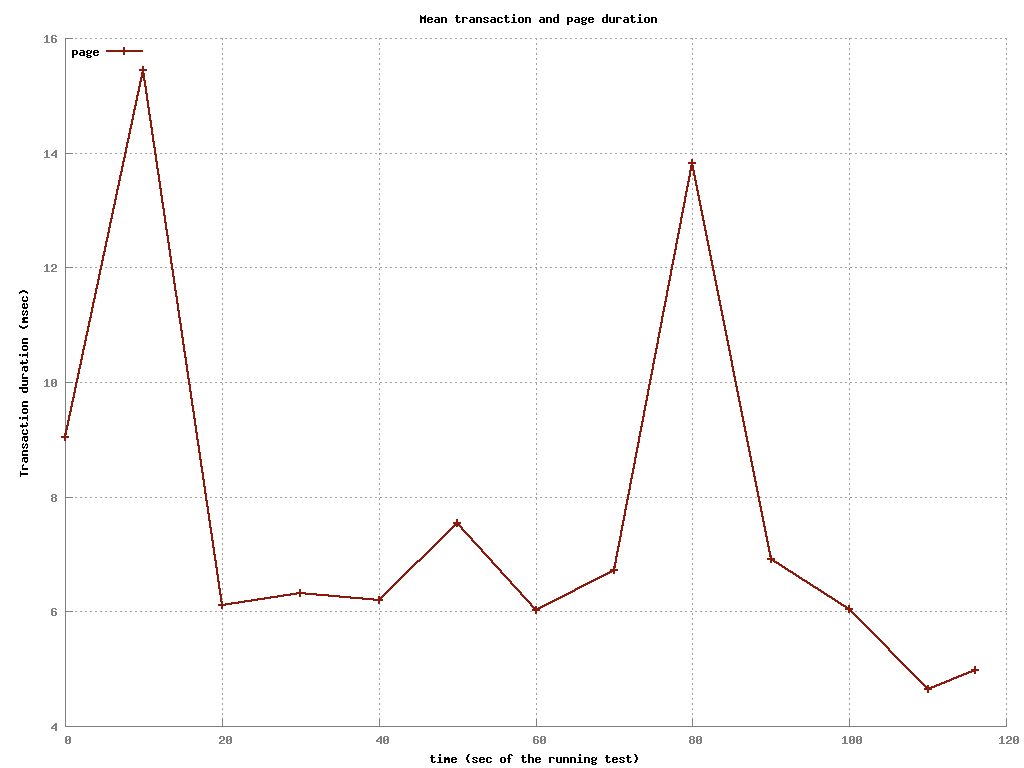 Mean transaction and page duration
page
16
14
12
10
8
6
4
Transaction duration (msec)
0 20 40 60 80 100 120
time (sec of the running test)